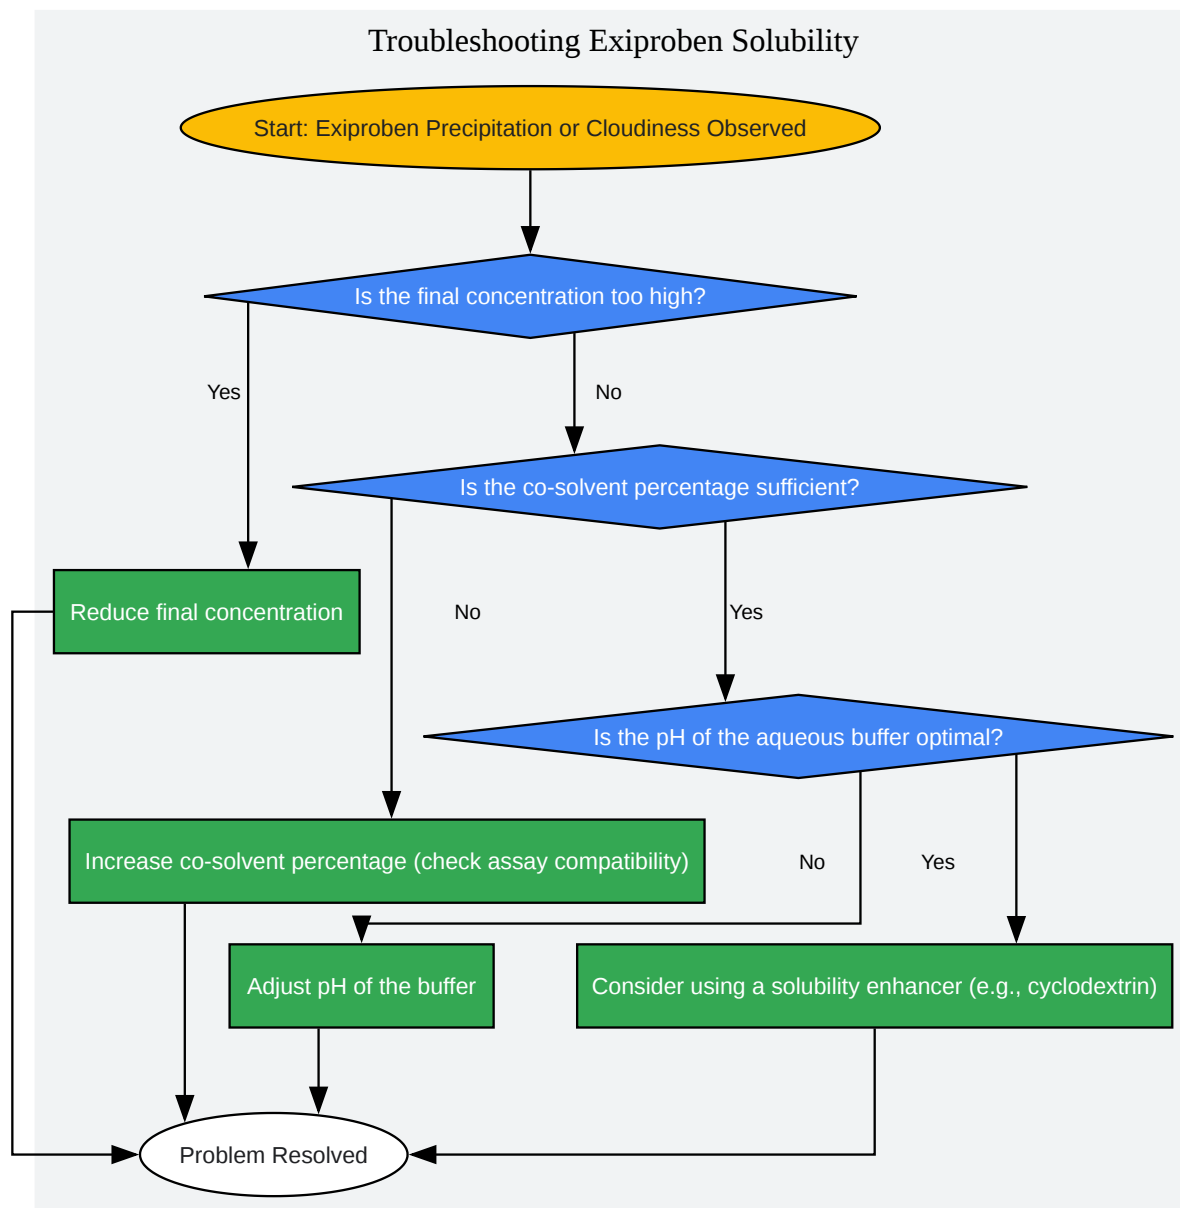 Troubleshooting Exiproben Solubility
Start: Exiproben Precipitation or Cloudiness Observed
Is the final concentration too high?
Yes
No
Is the co-solvent percentage sufficient?
Reduce final concentration
No
Yes
Is the pH of the aqueous buffer optimal?
Increase co-solvent percentage (check assay compatibility)
No
Yes
Adjust pH of the buffer
Consider using a solubility enhancer (e.g., cyclodextrin)
Problem Resolved